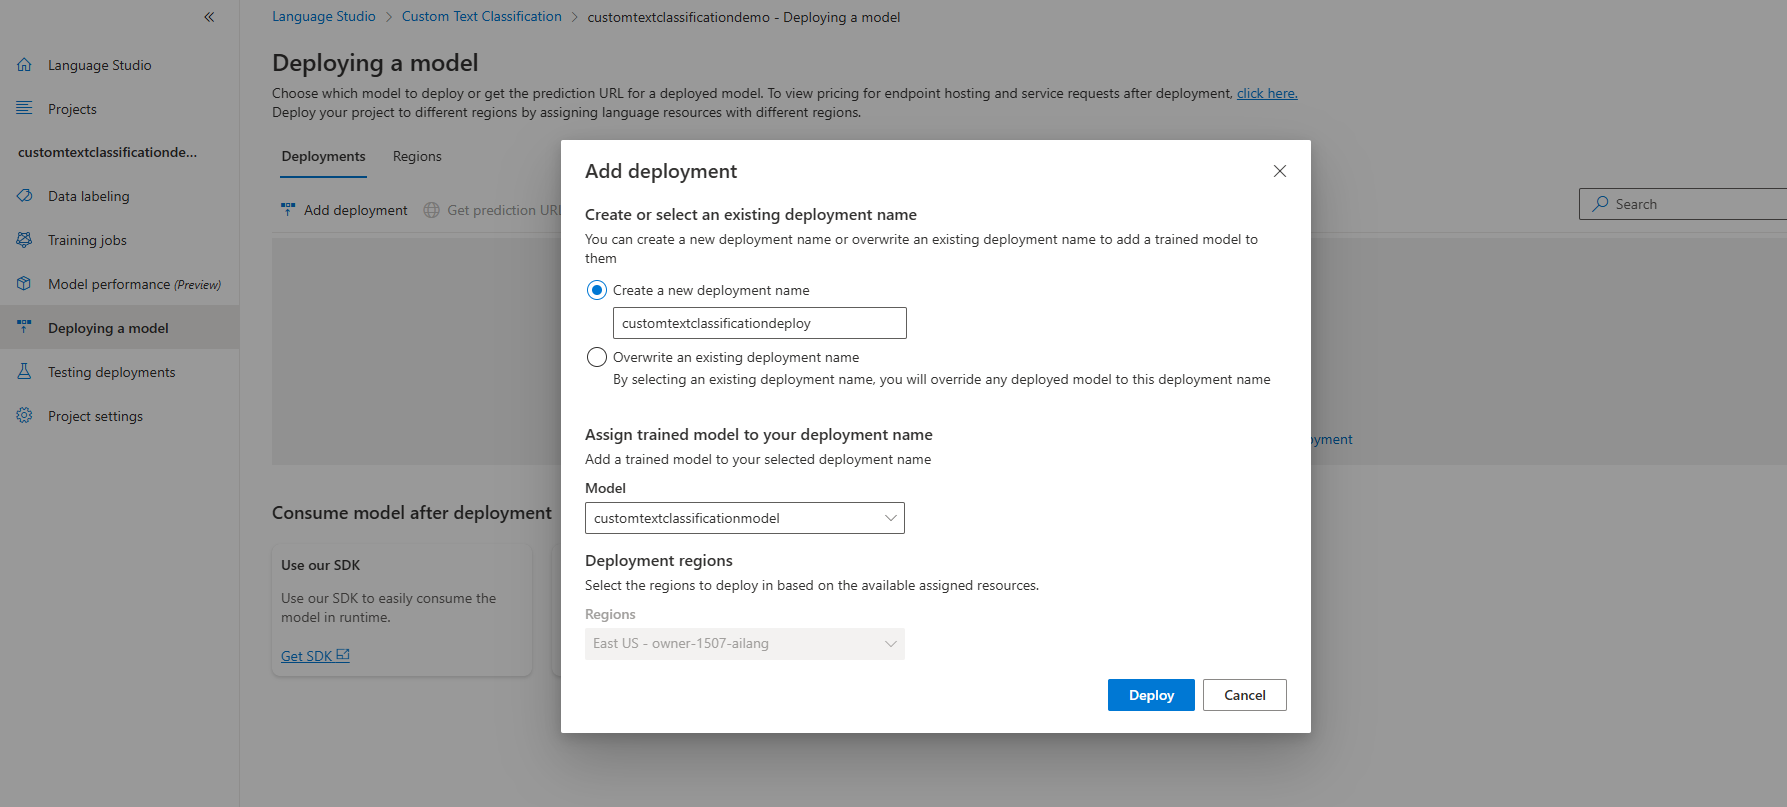 Language Studio > Custom Text Classification > customtextclassificationdemo - Deploying a model
Language Studio
Projects
customtextclassificationde...
Data labeling
Training jobs
Model performance (Preview)
Deploying a model
Testing deployments
Project settings
Deploying a model
Choose which model to deploy or get the prediction URL for a deployed model. To view pricing for endpoint hosting and service requests after deployment, click here.
Deploy your project to different regions by assigning language resources with different regions.
Deployments Regions
Add deployment Get prediction URL
Search
Add deployment
Create or select an existing deployment name
You can create a new deployment name or overwrite an existing deployment name to add a trained model to
them
Create a new deployment name
customtextclassificationdeploy
Overwrite an existing deployment name
By selecting an existing deployment name, you will override any deployed model to this deployment name
Assign trained model to your deployment name
Add a trained model to your selected deployment name
Model
customtextclassificationmodel
Deployment regions
Select the regions to deploy in based on the available assigned resources.
Regions
East US - owner-1507-ailang
Deploy Cancel
Consume model after deployment
Use our SDK
Use our SDK to easily consume the
model in runtime.
Get SDK